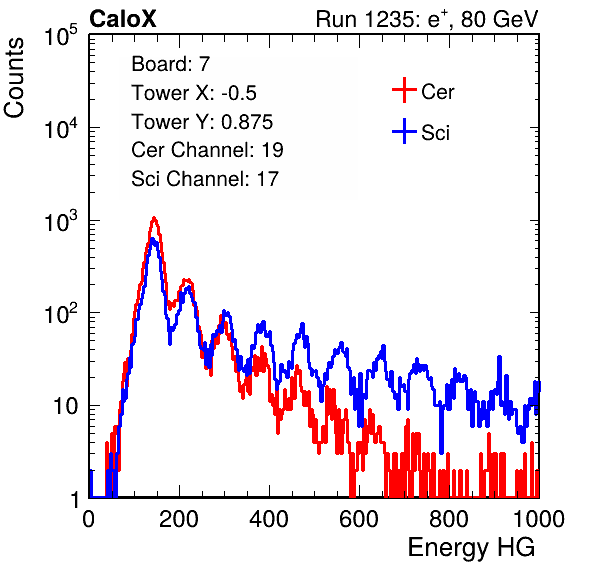 CaloX Run 1235: e⁺, 80 GeV
Counts
10⁵
10⁴
10³
10²
10
1
Board: 7
Tower X: -0.5
Tower Y: 0.875
Cer Channel: 19
Sci Channel: 17
Cer
Sci
0 200 400 600 800 1000
Energy HG